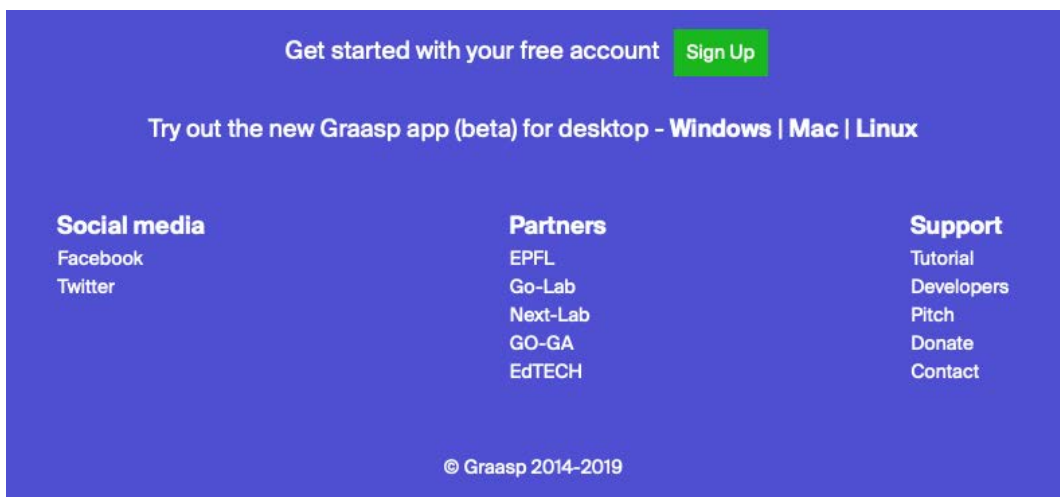 Get started with your free account Sign Up
Try out the new Graasp app (beta) for desktop - Windows | Mac | Linux
Social media
Facebook
Twitter
Partners
EPFL
Go-Lab
Next-Lab
GO-GA
EdTECH
Support
Tutorial
Developers
Pitch
Donate
Contact
© Graasp 2014-2019